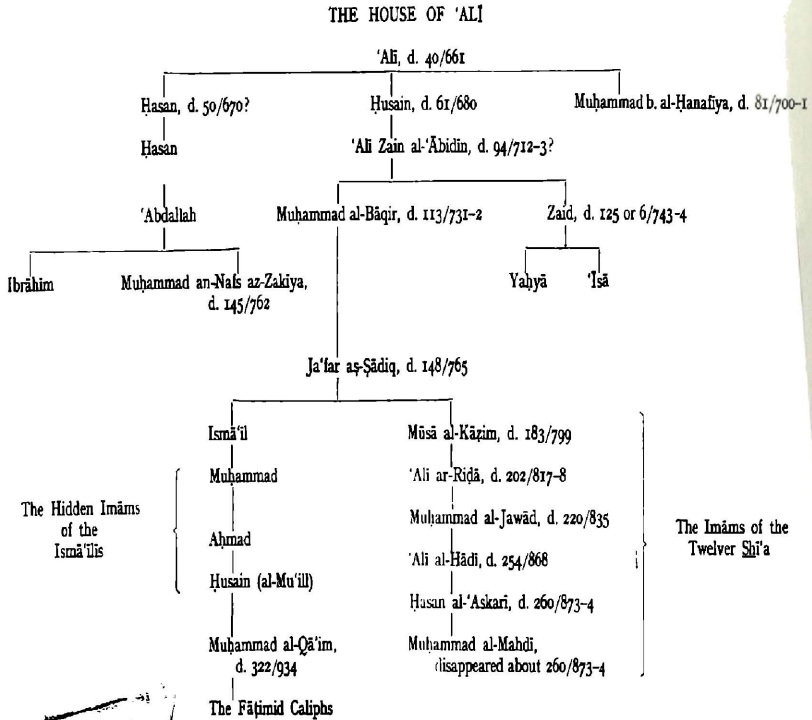 THE HOUSE OF ‘ALĪ
‘Alī, d. 40/661
Ḥasan, d. 50/670?
Ḥusain, d. 61/680
Muḥammad b. al-Ḥanafīya, d. 81/700-1
Ḥasan
‘Alī Zain al-‘Ābidīn, d. 94/712-3?
‘Abdallah
Muḥammad al-Bāqir, d. 113/731-2
Zaid, d. 125 or 6/743-4
Ibrāhīm
Muḥammad an-Nafs az-Zakīya,
d. 145/762
Yaḥyā
‘Īsā
Ja‘far aṣ-Ṣādiq, d. 148/765
Ismā‘īl
Muḥammad
Aḥmad
Ḥusain (al-Mu‘ill)
Muḥammad al-Qā’im,
d. 322/934
The Fāṭimid Caliphs
The Hidden Imāms
of the
Ismā‘īlīs
Mūsā al-Kāẓim, d. 183/799
‘Alī ar-Riḍā, d. 202/817-8
Muḥammad al-Jawād, d. 220/835
‘Alī al-Hādī, d. 254/868
Ḥasan al-‘Askarī, d. 260/873-4
Muḥammad al-Mahdī,
disappeared about 260/873-4
The Imāms of the
Twelver Shī‘a